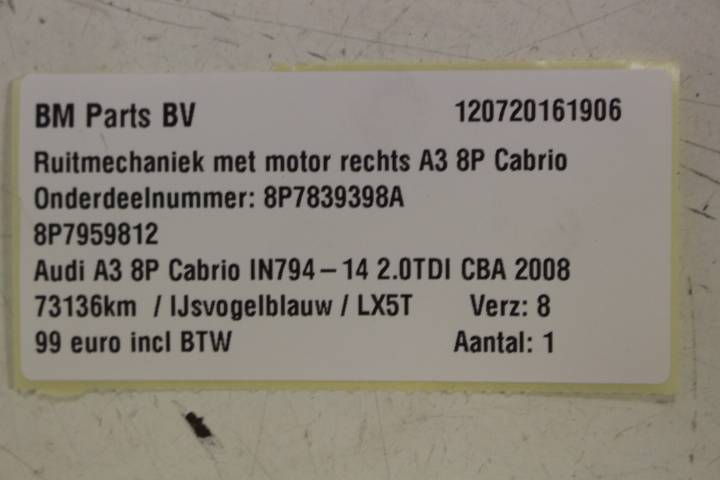 BM Parts BV 120720161906
Ruitmechaniek met motor rechts A3 8P Cabrio
Onderdeelnummer: 8P7839398A
8P7959812
Audi A3 8P Cabrio IN794-14 2.0TDI CBA 2008
73136km / IJsvogelblauw / LX5T Verz: 8
99 euro incl BTW Aantal: 1